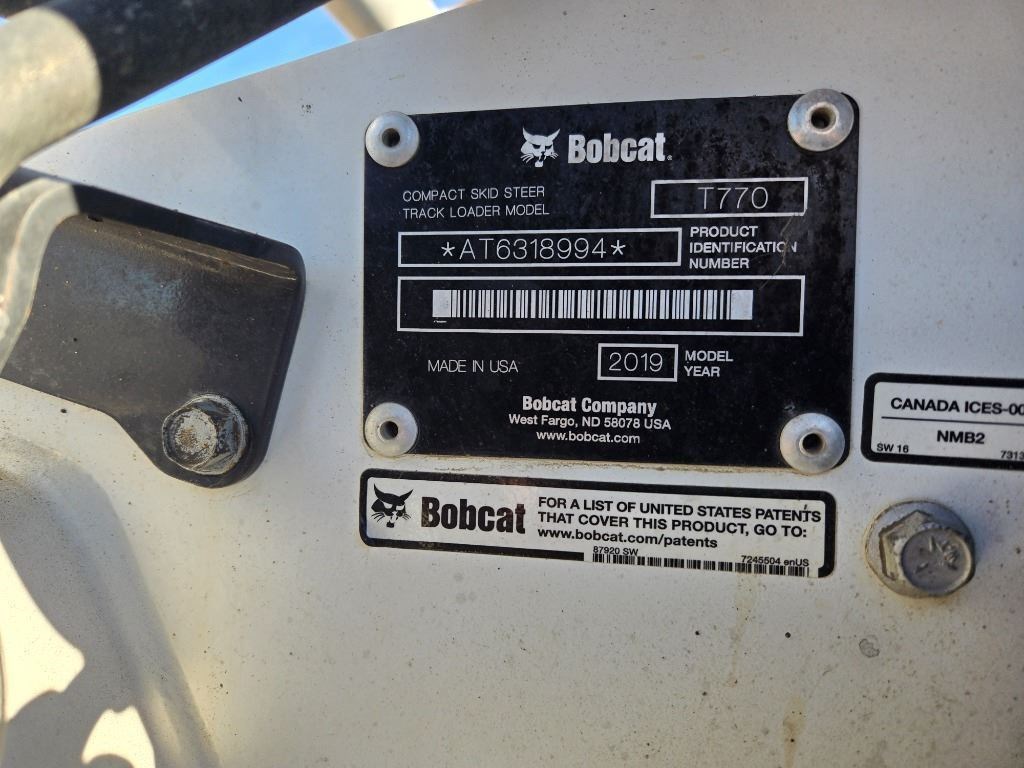 Bobcat®
COMPACT SKID STEER
TRACK LOADER MODEL
T770
*AT6318994*
PRODUCT
IDENTIFICATION
NUMBER
MADE IN USA
2019
MODEL
YEAR
Bobcat Company
West Fargo, ND 58078 USA
www.bobcat.com
CANADA ICES-00
NMB2
SW 16
7313
Bobcat
FOR A LIST OF UNITED STATES PATENTS
THAT COVER THIS PRODUCT, GO TO:
www.bobcat.com/patents
87920 SW
7245504 enUS